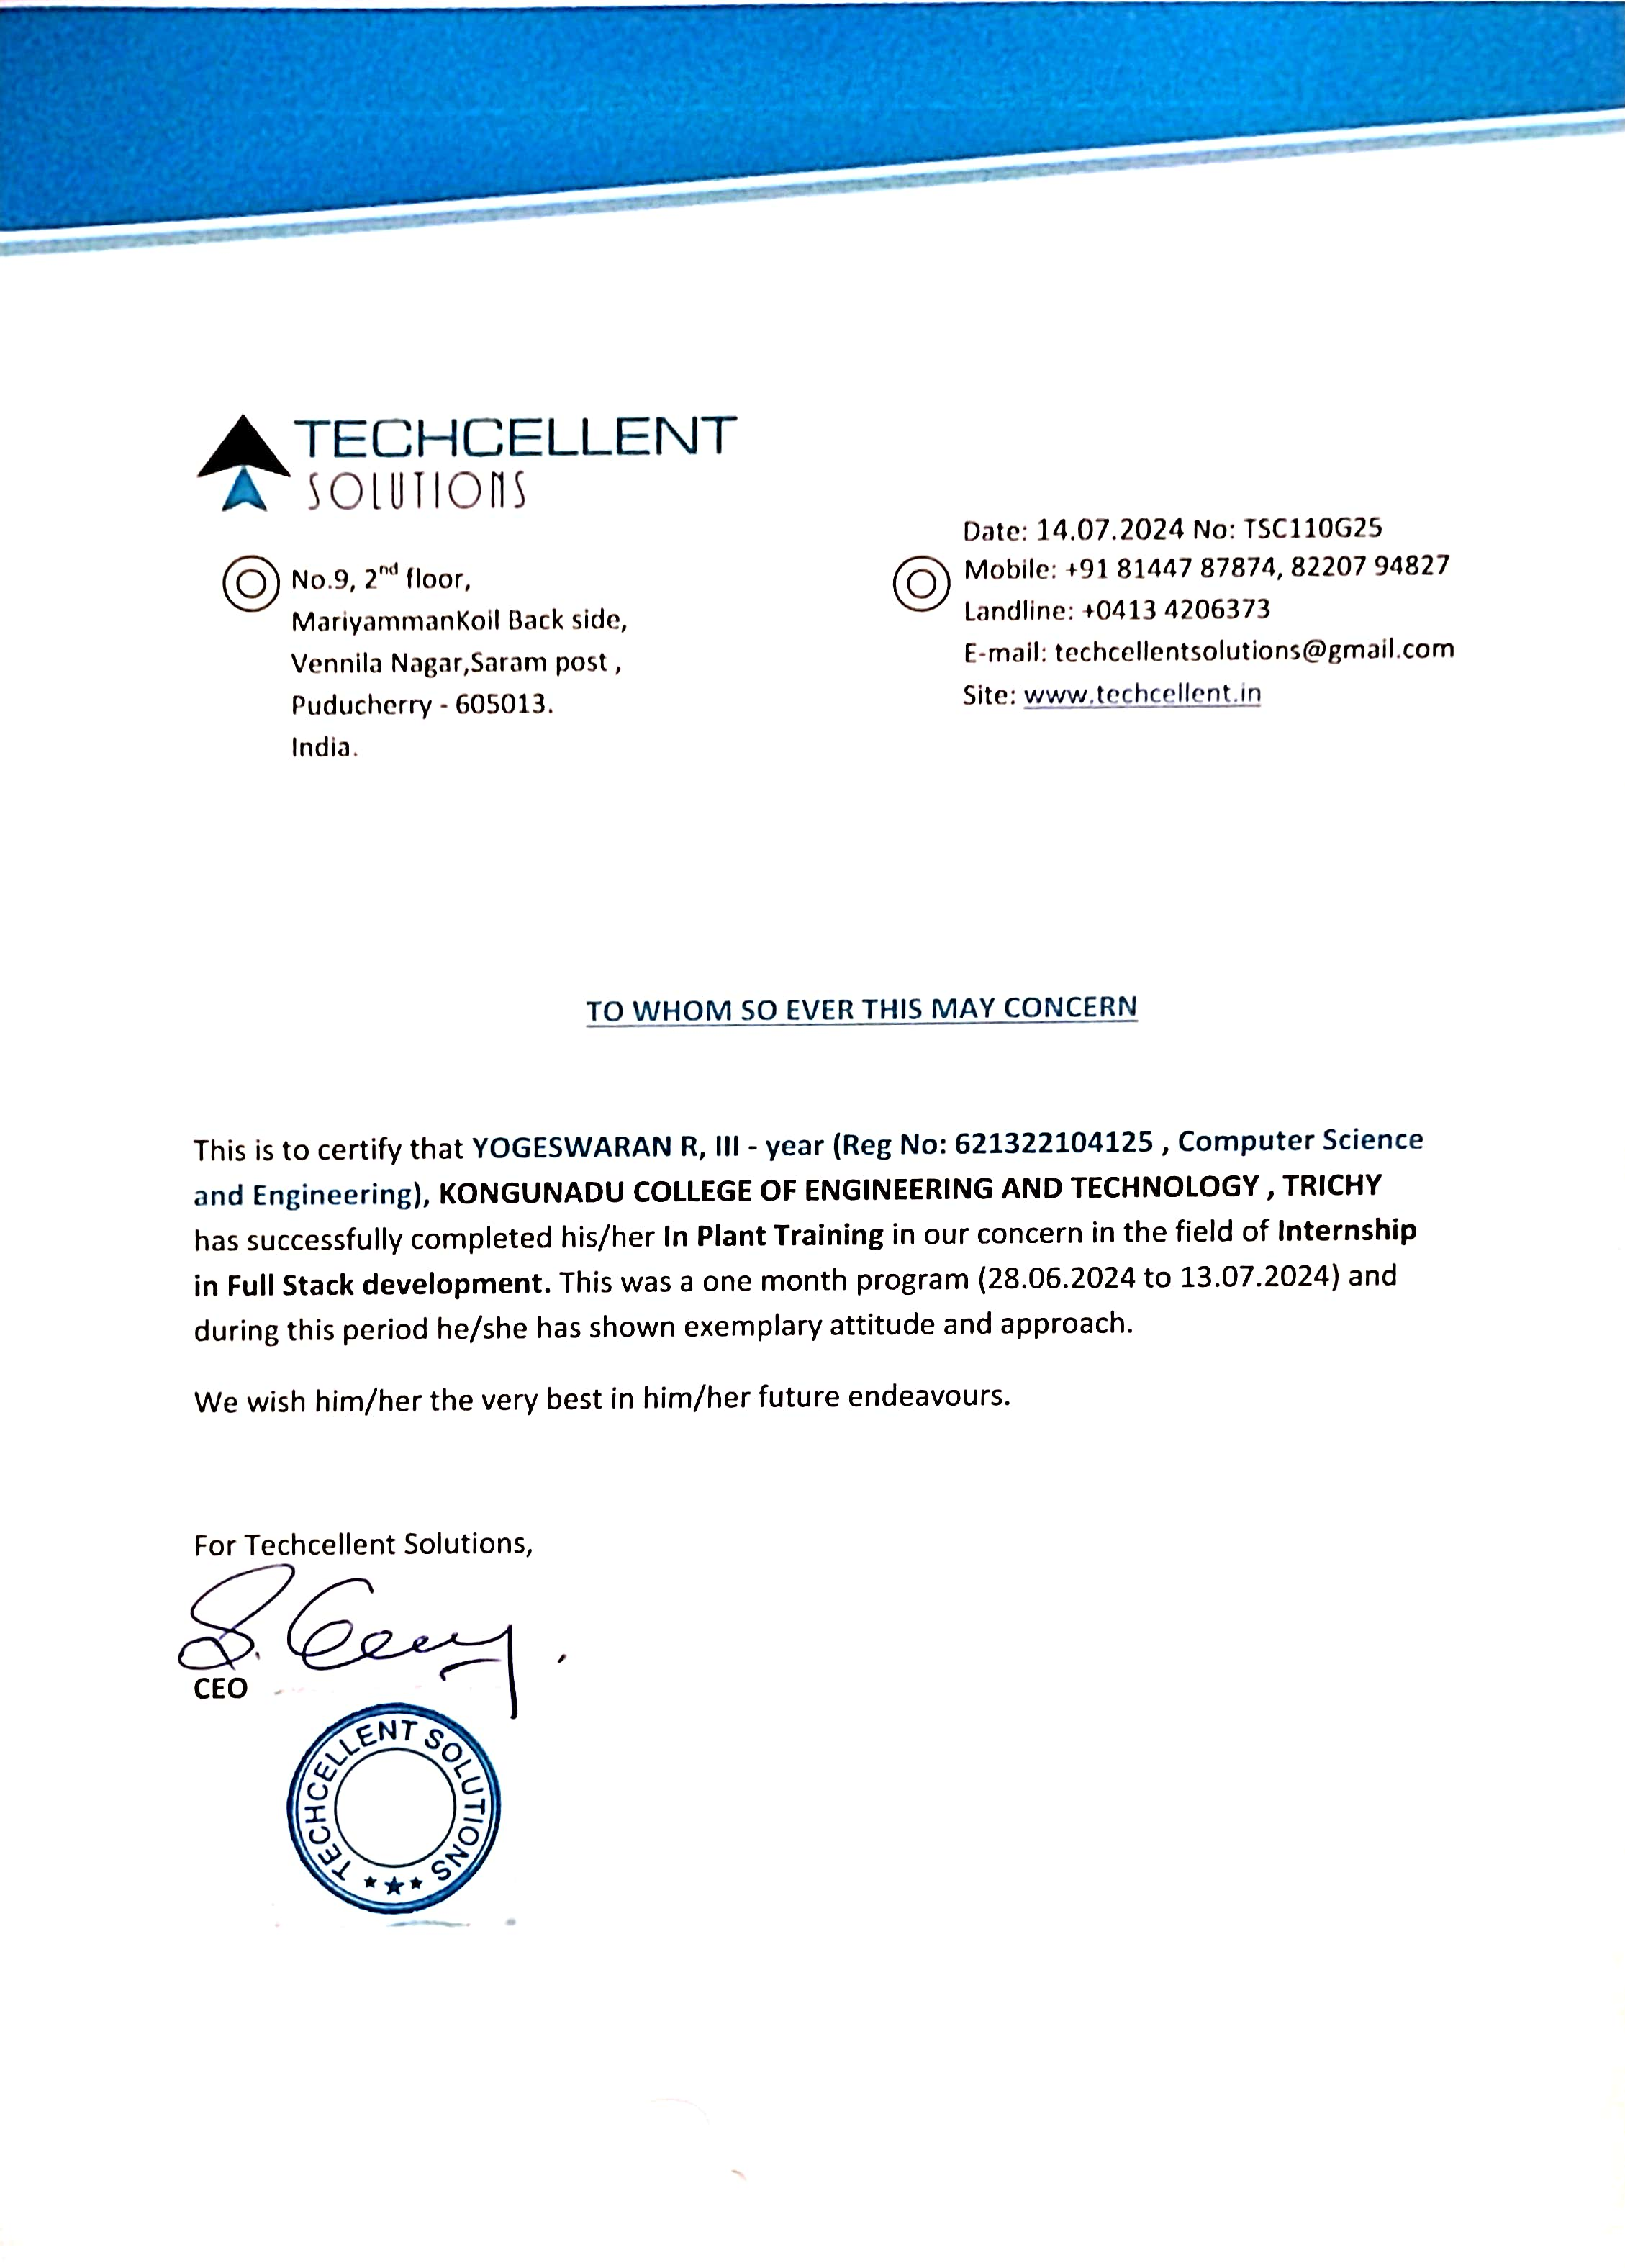 TECHCELLENT
SOLUTIONS
No.9, 2nd floor,
MariyammanKoil Back side,
Vennila Nagar,Saram post ,
Puducherry - 605013.
India.
Date: 14.07.2024 No: TSC110G25
Mobile: +91 81447 87874, 82207 94827
Landline: +0413 4206373
E-mail: techcellentsolutions@gmail.com
Site: www.techcellent.in
TO WHOM SO EVER THIS MAY CONCERN
This is to certify that YOGESWARAN R, III - year (Reg No: 621322104125 , Computer Science
and Engineering), KONGUNADU COLLEGE OF ENGINEERING AND TECHNOLOGY , TRICHY
has successfully completed his/her In Plant Training in our concern in the field of Internship
in Full Stack development. This was a one month program (28.06.2024 to 13.07.2024) and
during this period he/she has shown exemplary attitude and approach.
We wish him/her the very best in him/her future endeavours.
For Techcellent Solutions,
CEO
TECHCELLENT SOLUTIONS